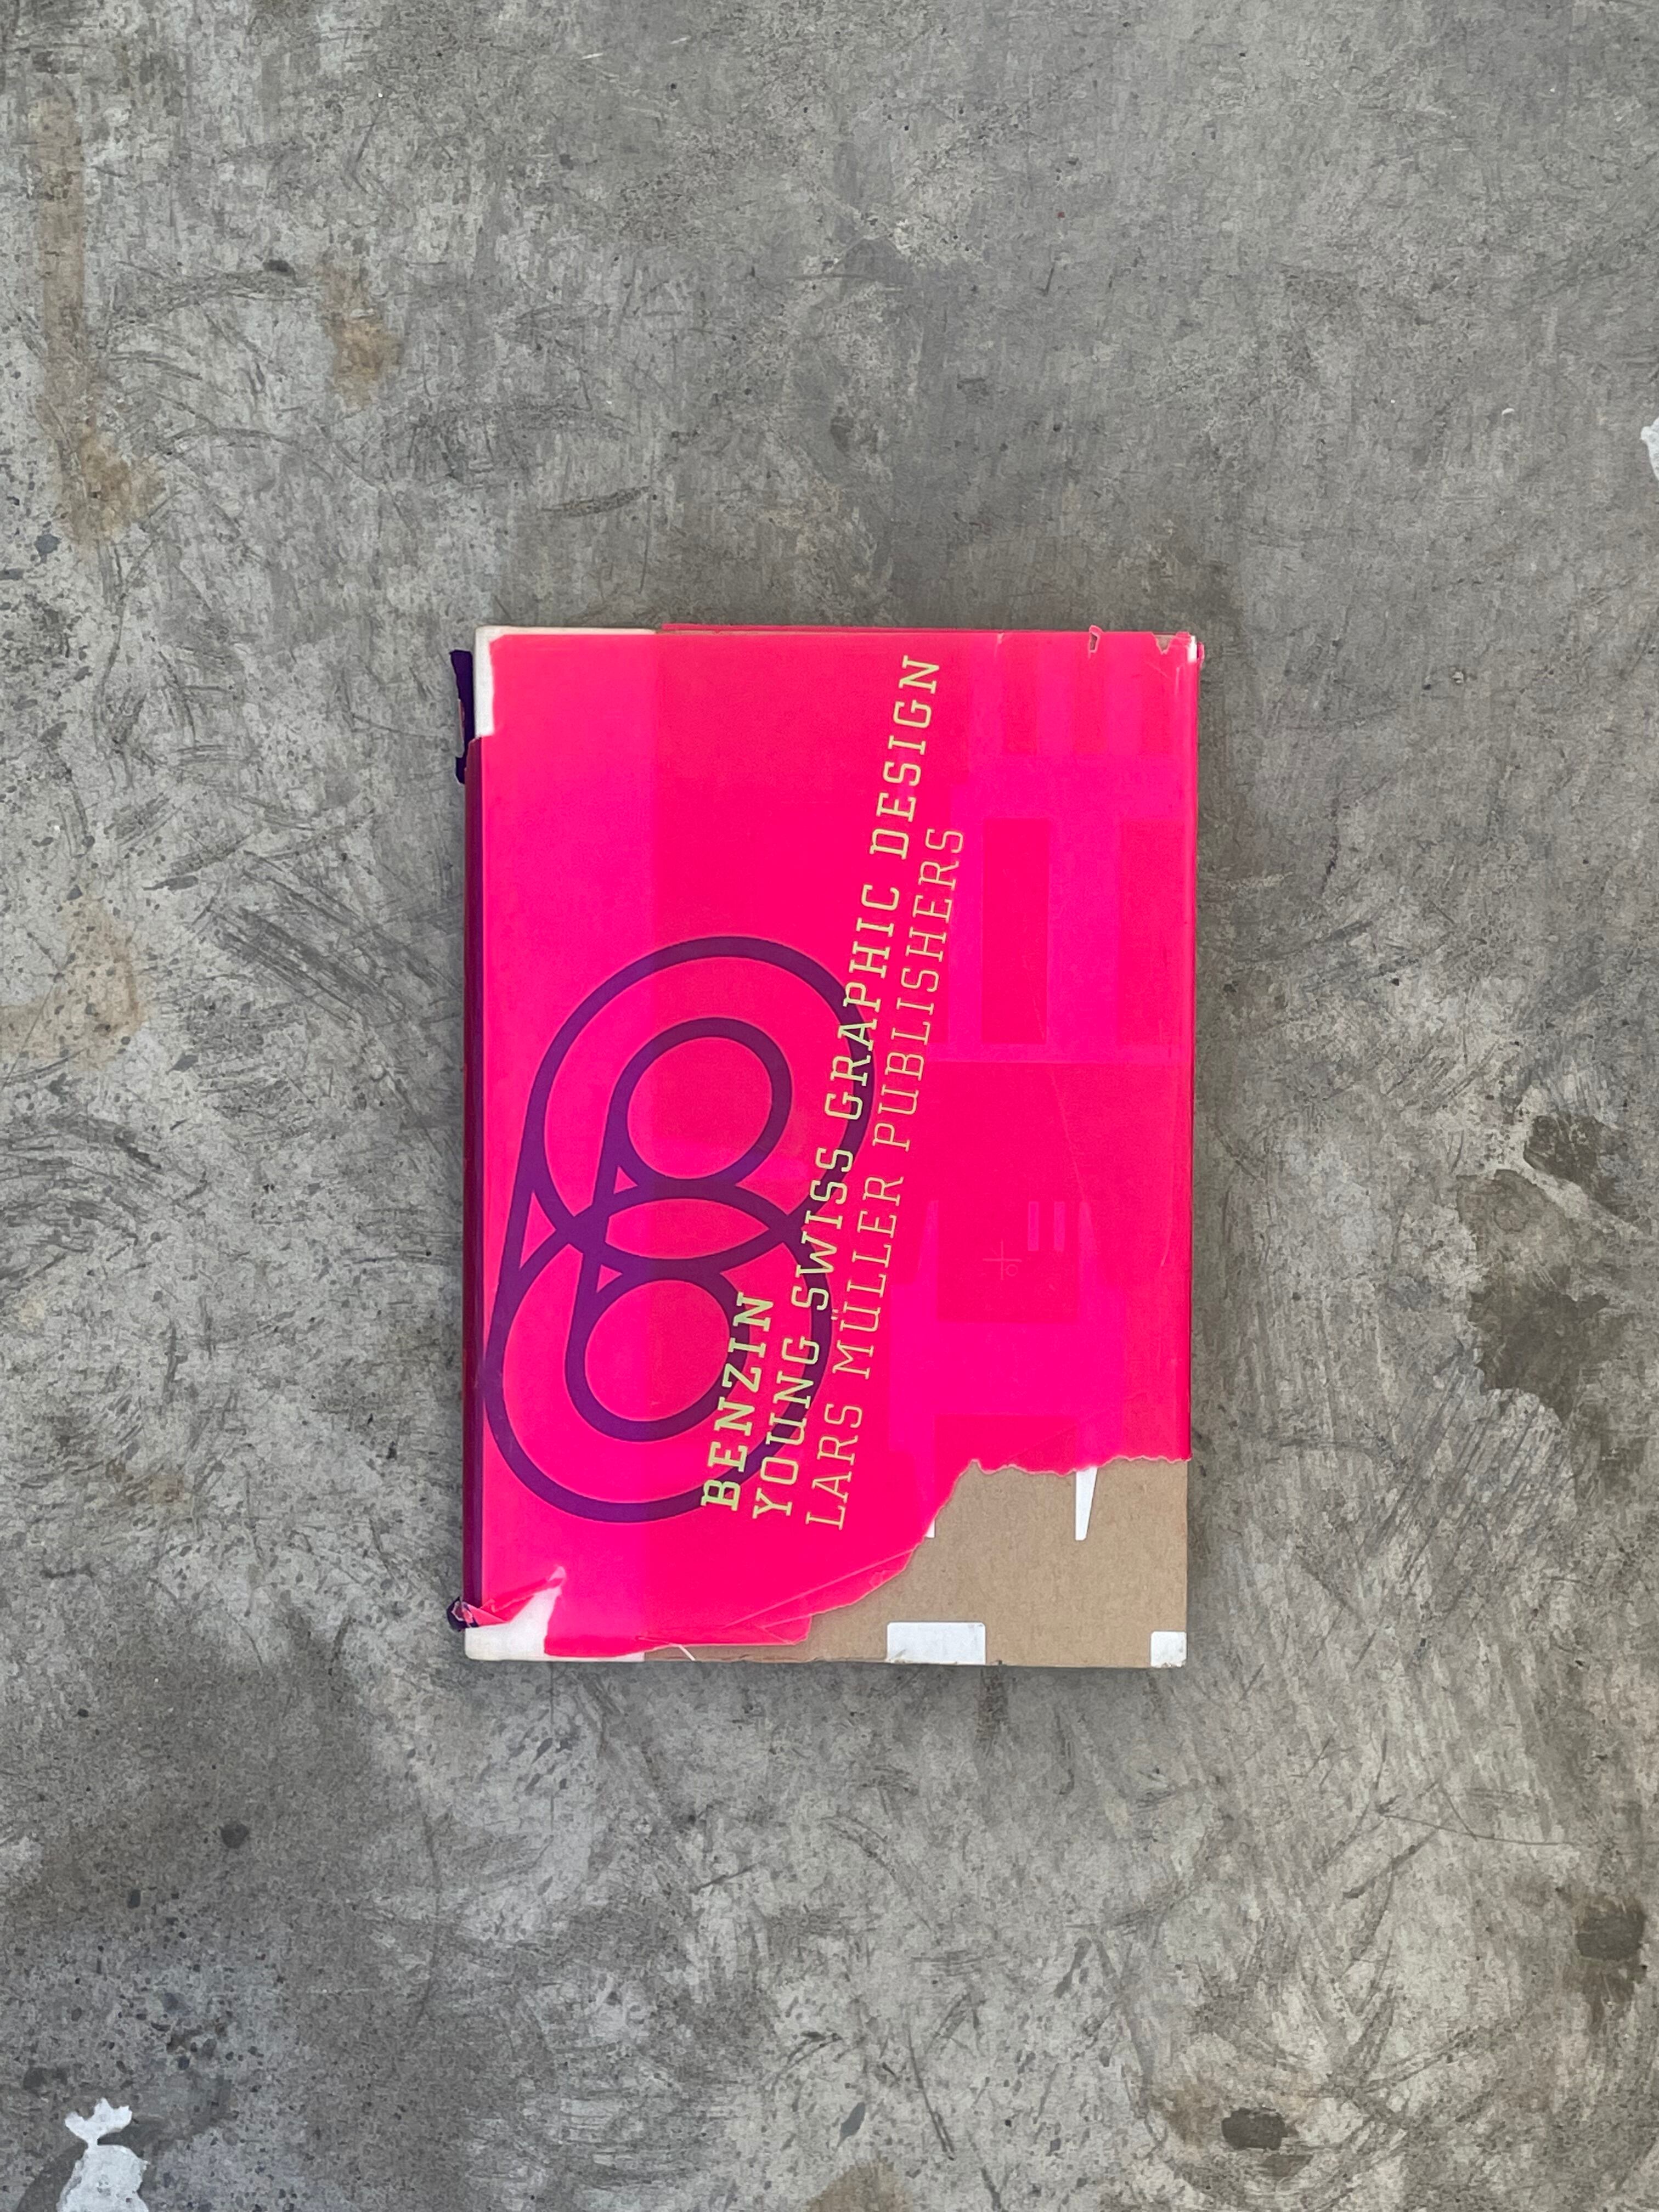 BENZIN
YOUNG SWISS GRAPHIC DESIGN
LARS MÜLLER PUBLISHERS